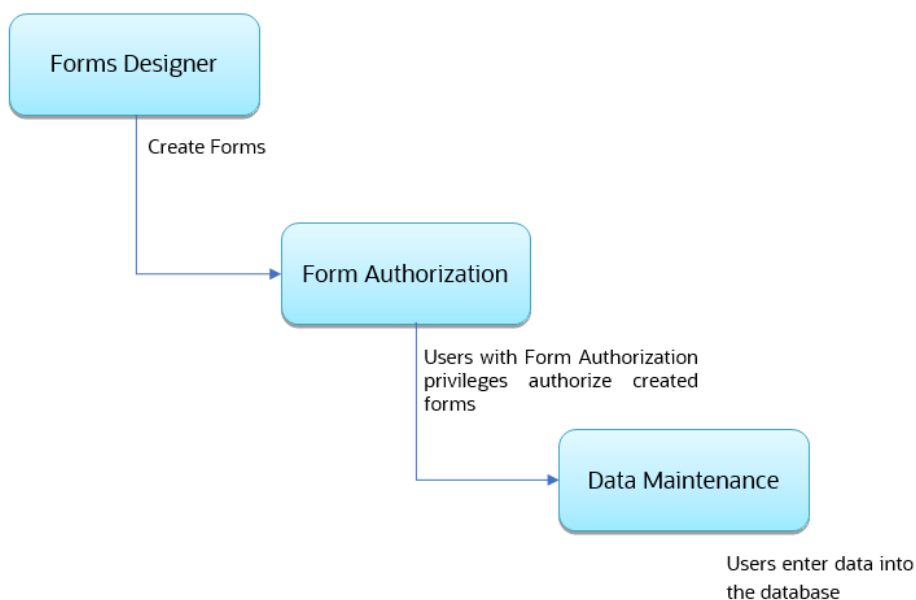 Forms Designer
Create Forms
Form Authorization
Users with Form Authorization
privileges authorize created
forms
Data Maintenance
Users enter data into
the database